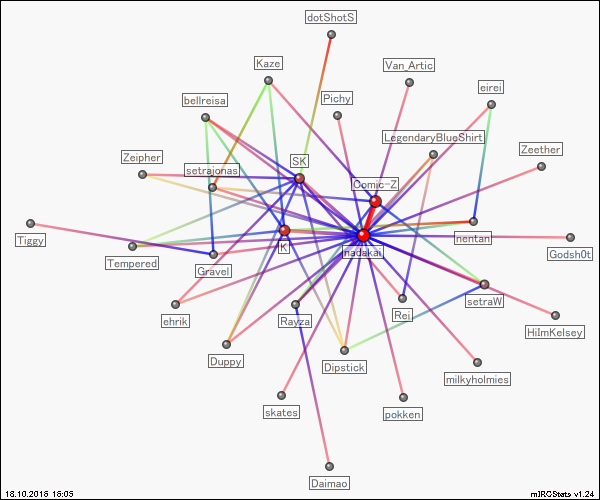 dotShotS
Kaze
Van_Artic
eirei
bellreisa
Pichy
LegendaryBlueShirt
Zeether
Zeipher
SK
setrajonas
Comic-Z
Tiggy
Tempered
K
nadakai
nentan
Godsh0t
Gravel
setraW
ehrik
Rayza
Rei
HiImKelsey
Duppy
Dipstick
milkyholmies
skates
pokken
Daimao
18.10.2016 16:05
mIRCStats v1.24